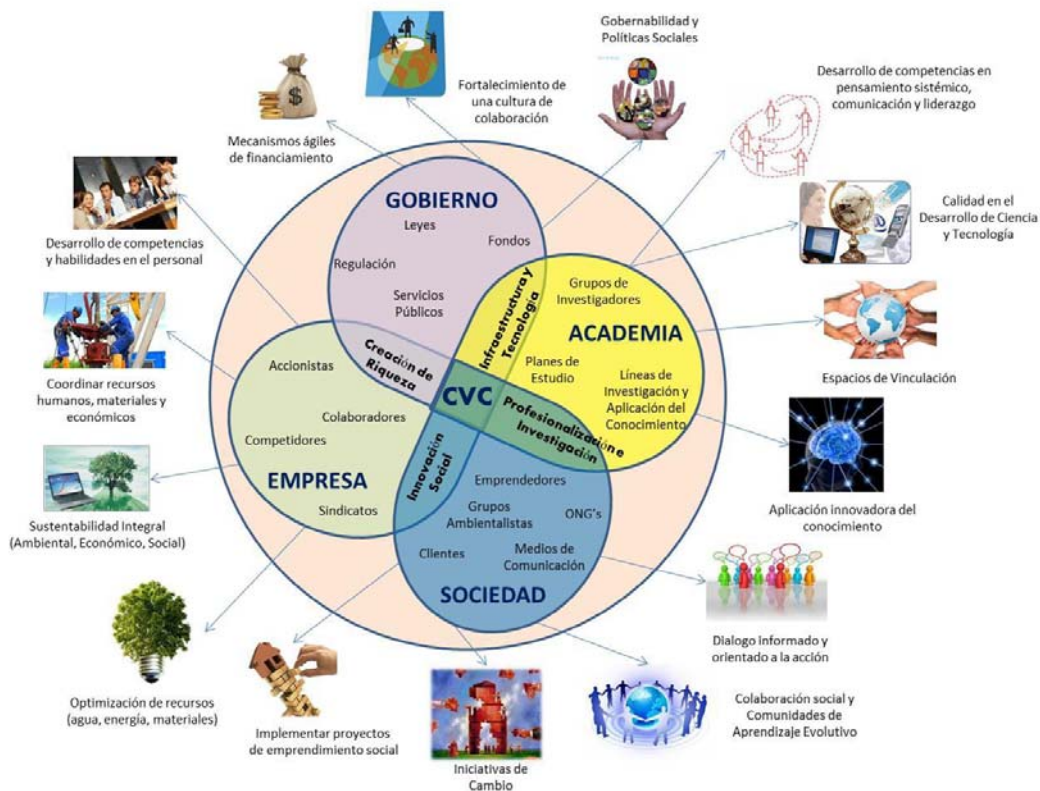 Gobernabilidad y
Políticas Sociales
Desarrollo de competencias en
pensamiento sistémico,
comunicación y liderazgo
Fortalecimiento de
una cultura de
colaboración
Mecanismos ágiles
de financiamiento
Desarrollo de competencias
y habilidades en el personal
Calidad en el
Desarrollo de Ciencia
y Tecnología
GOBIERNO
Leyes
Fondos
Regulación
Servicios
Públicos
Infraestructura y
Tecnología
Grupos de
Investigadores
ACADEMIA
Planes de
Estudio
Líneas de
Investigación y
Aplicación del
Conocimiento
Creación de
Riqueza
CVC
Profesionalización e
Investigación
Innovación
Social
Accionistas
Colaboradores
Competidores
EMPRESA
Sindicatos
Emprendedores
Grupos
Ambientalistas
ONG's
Clientes
Medios de
Comunicación
SOCIEDAD
Coordinar recursos
humanos, materiales y
económicos
Espacios de Vinculación
Sustentabilidad Integral
(Ambiental, Económico, Social)
Aplicación innovadora del
conocimiento
Dialogo informado y
orientado a la acción
Optimización de recursos
(agua, energía, materiales)
Implementar proyectos
de emprendimiento social
Iniciativas de
Cambio
Colaboración social y
Comunidades de
Aprendizaje Evolutivo
$